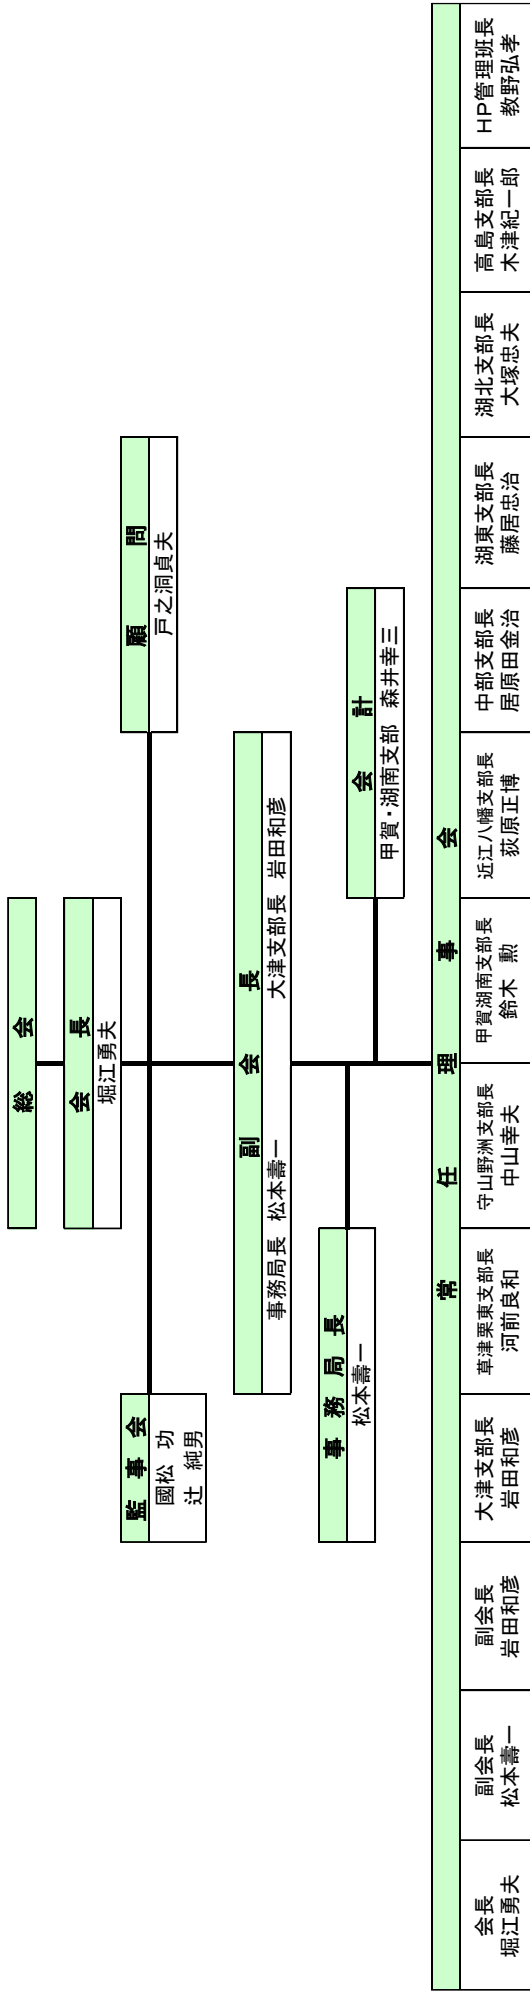 総会
会長
堀江勇夫
監事会
國松 功
辻 純男
顧問
戸之洞貞夫
副会長
事務局長 松本壽一 大津支部長 岩田和彦
事務局長
松本壽一
会計
甲賀・湖南支部 森井幸三
常任理事会
会長
堀江勇夫
副会長
松本壽一
副会長
岩田和彦
大津支部長
岩田和彦
草津栗東支部長
河前良和
守山野洲支部長
中山幸夫
甲賀湖南支部長
鈴木 勲
近江八幡支部長
荻原正博
中部支部長
居原田金治
湖東支部長
藤居忠治
湖北支部長
大塚忠夫
高島支部長
木津紀一郎
HP管理班長
教野弘孝